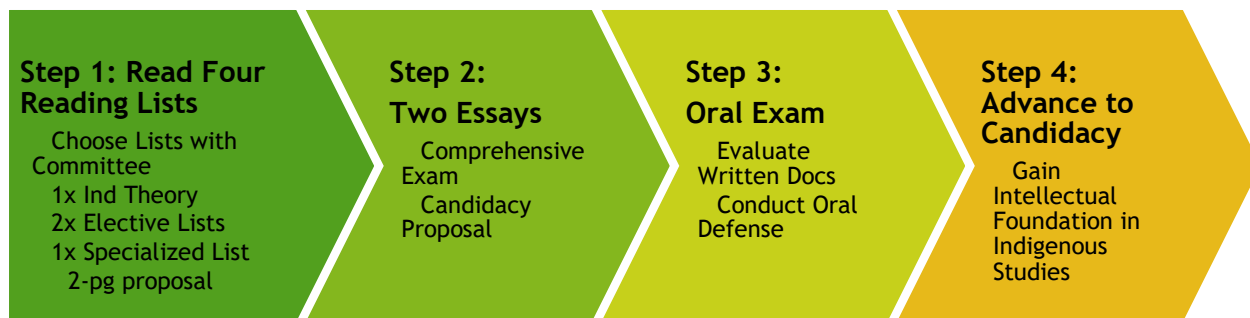 Step 1: Read Four
Reading Lists
Choose Lists with
Committee
1x Ind Theory
2x Elective Lists
1x Specialized List
2-pg proposal
Step 2:
Two Essays
Comprehensive
Exam
Candidacy
Proposal
Step 3:
Oral Exam
Evaluate
Written Docs
Conduct Oral
Defense
Step 4:
Advance to
Candidacy
Gain
Intellectual
Foundation in
Indigenous
Studies